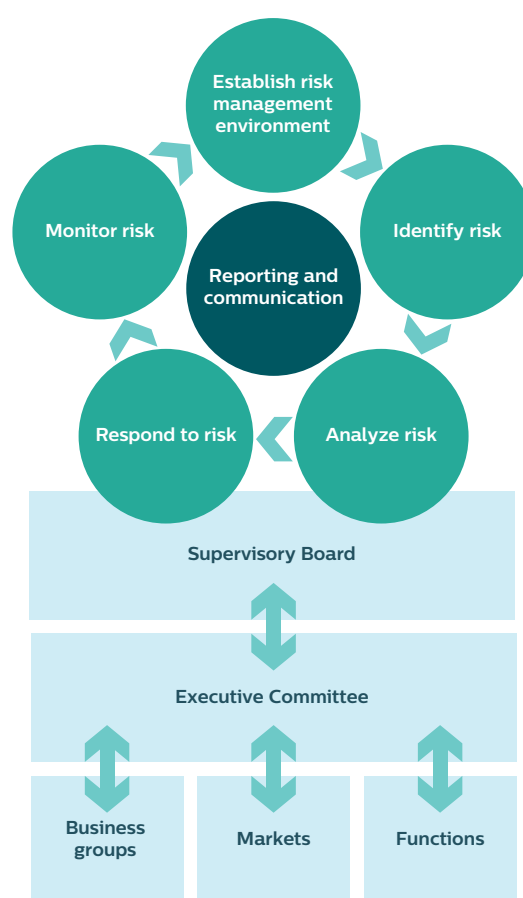 Establish risk
management
environment
Monitor risk
Identify risk
Reporting and
communication
Respond to risk
Analyze risk
Supervisory Board
Executive Committee
Business
groups
Markets
Functions